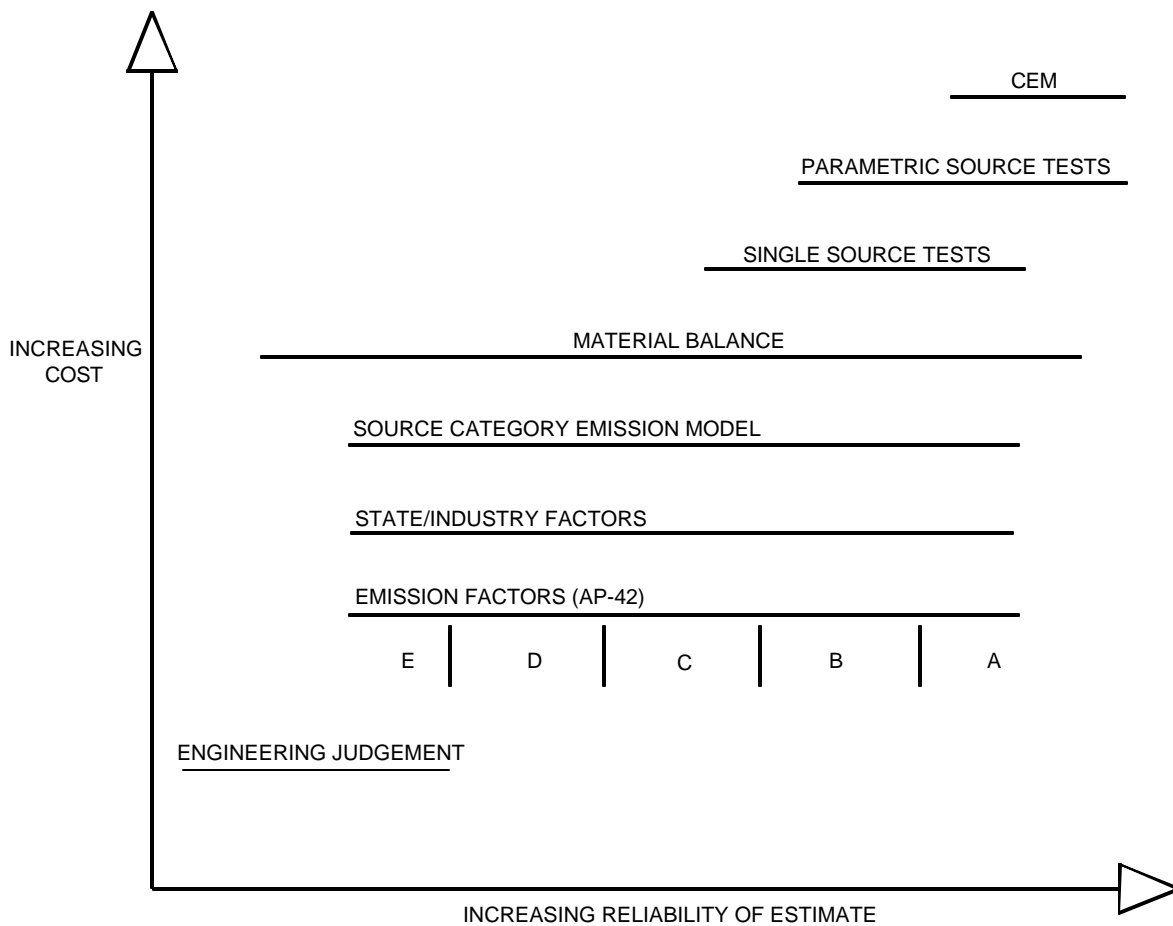 CEM
PARAMETRIC SOURCE TESTS
SINGLE SOURCE TESTS
INCREASING
COST
MATERIAL BALANCE
SOURCE CATEGORY EMISSION MODEL
STATE/INDUSTRY FACTORS
EMISSION FACTORS (AP-42)
E D C B A
ENGINEERING JUDGEMENT
INCREASING RELIABILITY OF ESTIMATE